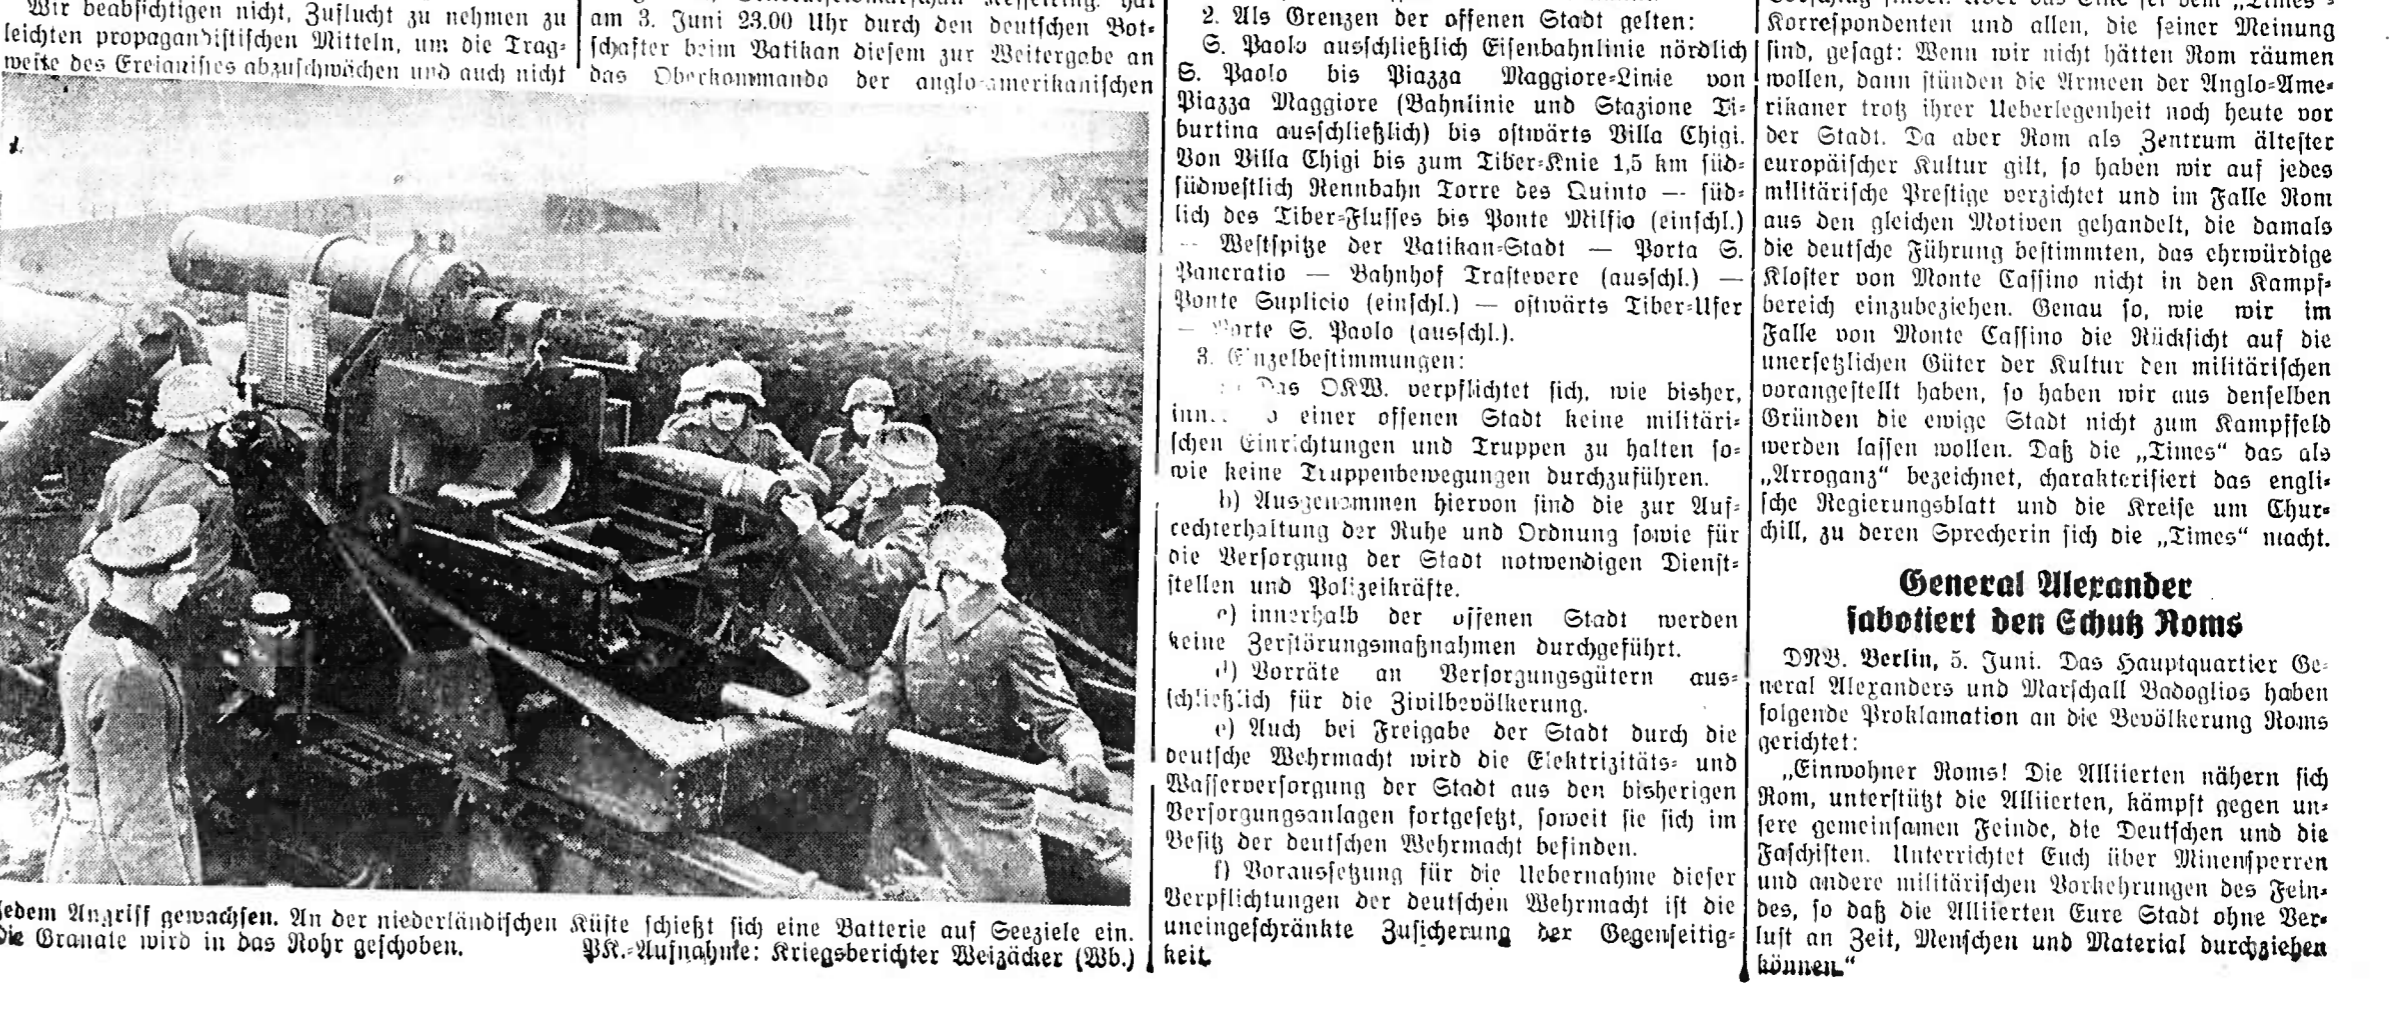 Wir beabsichtigen nicht, Zuflucht zu nehmen zu
leichten propagandistischen Mitteln, um die Trag-
weite des Ereignisses abzuschwächen und auch nicht
am 3. Juni 23.00 Uhr durch den deutschen Bot-
schafter beim Vatikan diesem zur Weitergabe an
das Oberkommando der anglo-amerikanischen
jedem Angriff gewachsen. An der niederländischen Küste schießt sich eine Batterie auf Seeziele ein.
die Granate wird in das Rohr geschoben. PK.-Aufnahme: Kriegsberichter Weizäcker (Wb.)
2. Als Grenzen der offenen Stadt gelten:
S. Paolo ausschließlich Eisenbahnlinie nördlich
S. Paolo bis Piazza Maggiore-Linie von
Piazza Maggiore (Bahnlinie und Stazione Ti-
burtina ausschließlich) bis ostwärts Villa Chigi.
Von Villa Chigi bis zum Tiber-Knie 1,5 km süd-
südwestlich Rennbahn Torre des Quinto — süd-
lich des Tiber-Flusses bis Ponte Milfio (einschl.)
— Westspitze der Vatikan-Stadt — Porta S.
Pancratio — Bahnhof Trastevere (ausschl.) —
Ponte Suplicio (einschl.) — ostwärts Tiber-Ufer
— Porte S. Paolo (ausschl.).
3. Einzelbestimmungen:
Das OKW. verpflichtet sich, wie bisher,
einer offenen Stadt keine militäri-
schen Einrichtungen und Truppen zu halten so-
wie keine Truppenbewegungen durchzuführen.
b) Ausgenommen hiervon sind die zur Auf-
rechterhaltung der Ruhe und Ordnung sowie für
die Versorgung der Stadt notwendigen Dienst-
stellen und Polizeikräfte.
c) innerhalb der offenen Stadt werden
keine Zerstörungsmaßnahmen durchgeführt.
d) Vorräte an Versorgungsgütern aus-
schließlich für die Zivilbevölkerung.
e) Auch bei Freigabe der Stadt durch die
deutsche Wehrmacht wird die Elektrizitäts- und
Wasserversorgung der Stadt aus den bisherigen
Versorgungsanlagen fortgesetzt, soweit sie sich im
Besitz der deutschen Wehrmacht befinden.
f) Voraussetzung für die Uebernahme dieser
Verpflichtungen der deutschen Wehrmacht ist die
uneingeschränkte Zusicherung der Gegenseitig-
keit.
Korrespondenten und allen, die seiner Meinung
sind, gesagt: Wenn wir nicht hätten Rom räumen
wollen, dann stünden die Armeen der Anglo-Ame-
rikaner trotz ihrer Ueberlegenheit noch heute vor
der Stadt. Da aber Rom als Zentrum ältester
europäischer Kultur gilt, so haben wir auf jedes
militärische Prestige verzichtet und im Falle Rom
aus den gleichen Motiven gehandelt, die damals
die deutsche Führung bestimmten, das ehrwürdige
Kloster von Monte Cassino nicht in den Kampf-
bereich einzubeziehen. Genau so, wie wir im
Falle von Monte Cassino die Rücksicht auf die
unersetzlichen Güter der Kultur den militärischen
vorangestellt haben, so haben wir aus denselben
Gründen die ewige Stadt nicht zum Kampffeld
werden lassen wollen. Daß die „Times“ das als
„Arroganz“ bezeichnet, charakterisiert das engli-
sche Regierungsblatt und die Kreise um Chur-
chill, zu deren Sprecherin sich die „Times“ macht.
General Alexander
sabotiert den Schutz Roms
DNB. Berlin, 5. Juni. Das Hauptquartier Ge-
neral Alexanders und Marschall Badoglios haben
folgende Proklamation an die Bevölkerung Roms
gerichtet:
„Einwohner Roms! Die Alliierten nähern sich
Rom, unterstützt die Alliierten, kämpft gegen un-
sere gemeinsamen Feinde, die Deutschen und die
Faschisten. Unterrichtet Euch über Minensperren
und andere militärischen Vorkehrungen des Fein-
des, so daß die Alliierten Eure Stadt ohne Ver-
lust an Zeit, Menschen und Material durchziehen
können.“